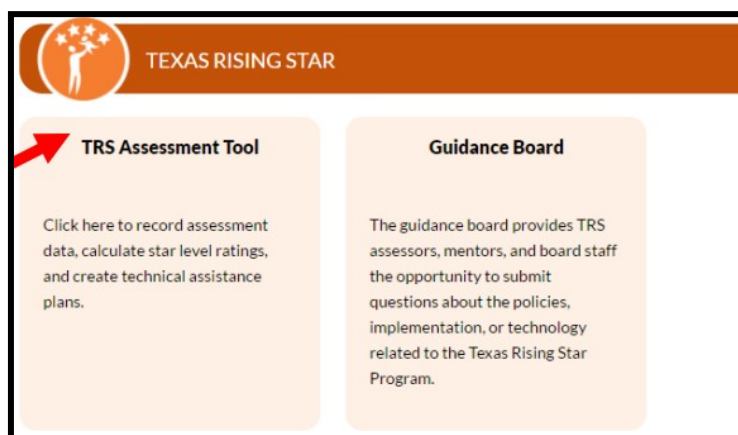 TEXAS RISING STAR
TRS Assessment Tool
Click here to record assessment
data, calculate star level ratings,
and create technical assistance
plans.
Guidance Board
The guidance board provides TRS
assessors, mentors, and board staff
the opportunity to submit
questions about the policies,
implementation, or technology
related to the Texas Rising Star
Program.